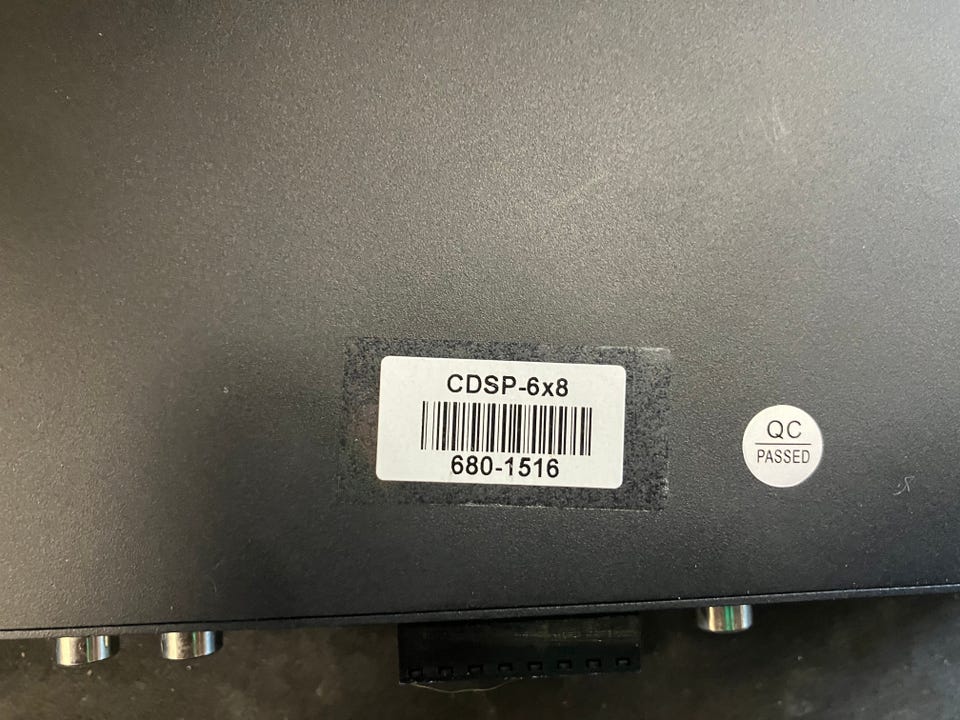 CDSP-6x8
680-1516
QC
PASSED